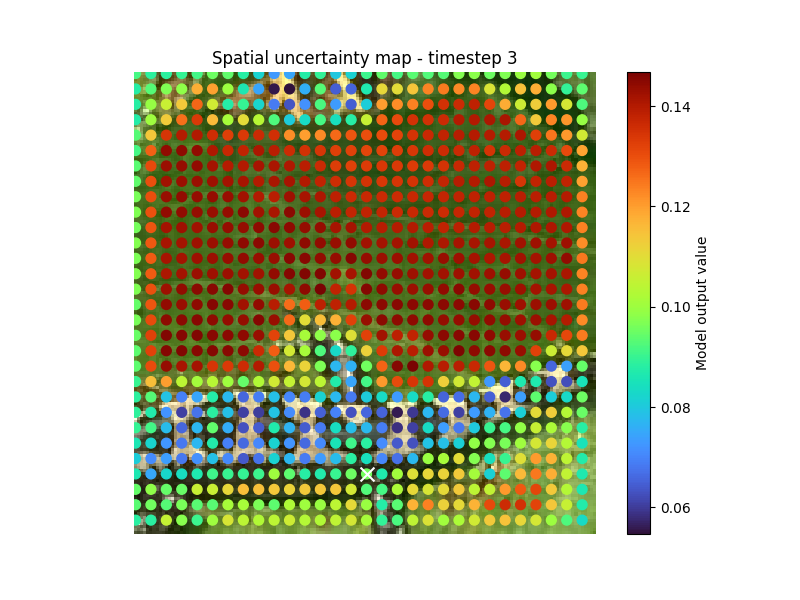 Spatial uncertainty map - timestep 3
0.14
0.12
0.10
0.08
0.06
Model output value